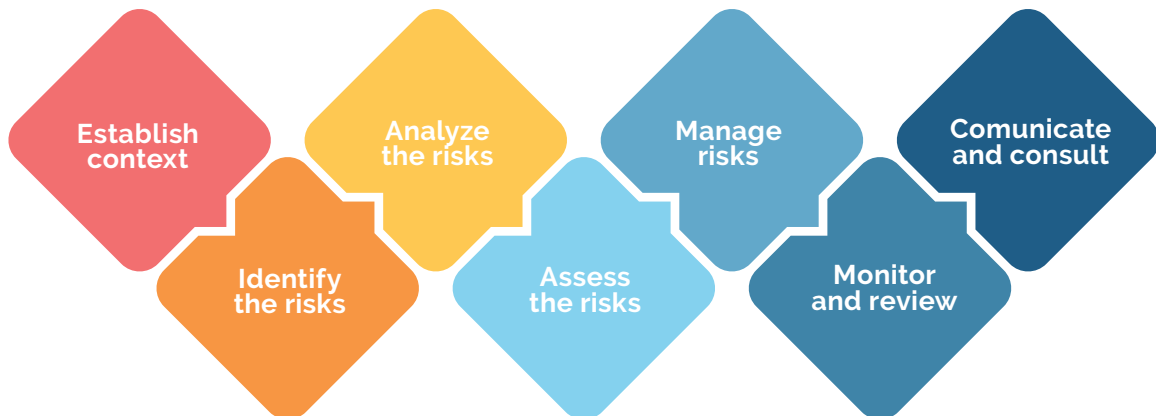 Establish
context
Identify
the risks
Analyze
the risks
Assess
the risks
Manage
risks
Monitor
and review
Comunicate
and consult